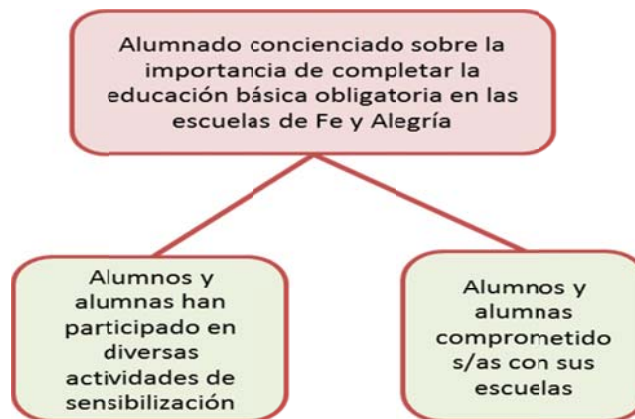 Alumnado concienciado sobre la
importancia de completar la
educación básica obligatoria en las
escuelas de Fe y Alegría
Alumnos y
alumnas han
participado en
diversas
actividades de
sensibilización
Alumnos y
alumnas
comprometido
s/as con sus
escuelas